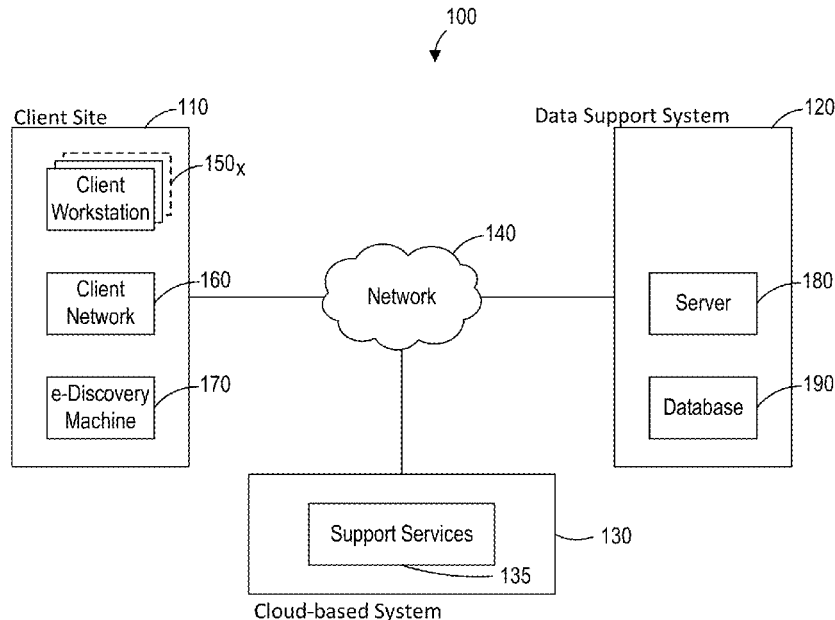 100
Client Site
110
Client
Workstation
150x
Client
Network
160
e-Discovery
Machine
170
140
Network
Data Support System
120
Server
180
Database
190
Support Services
135
130
Cloud-based System